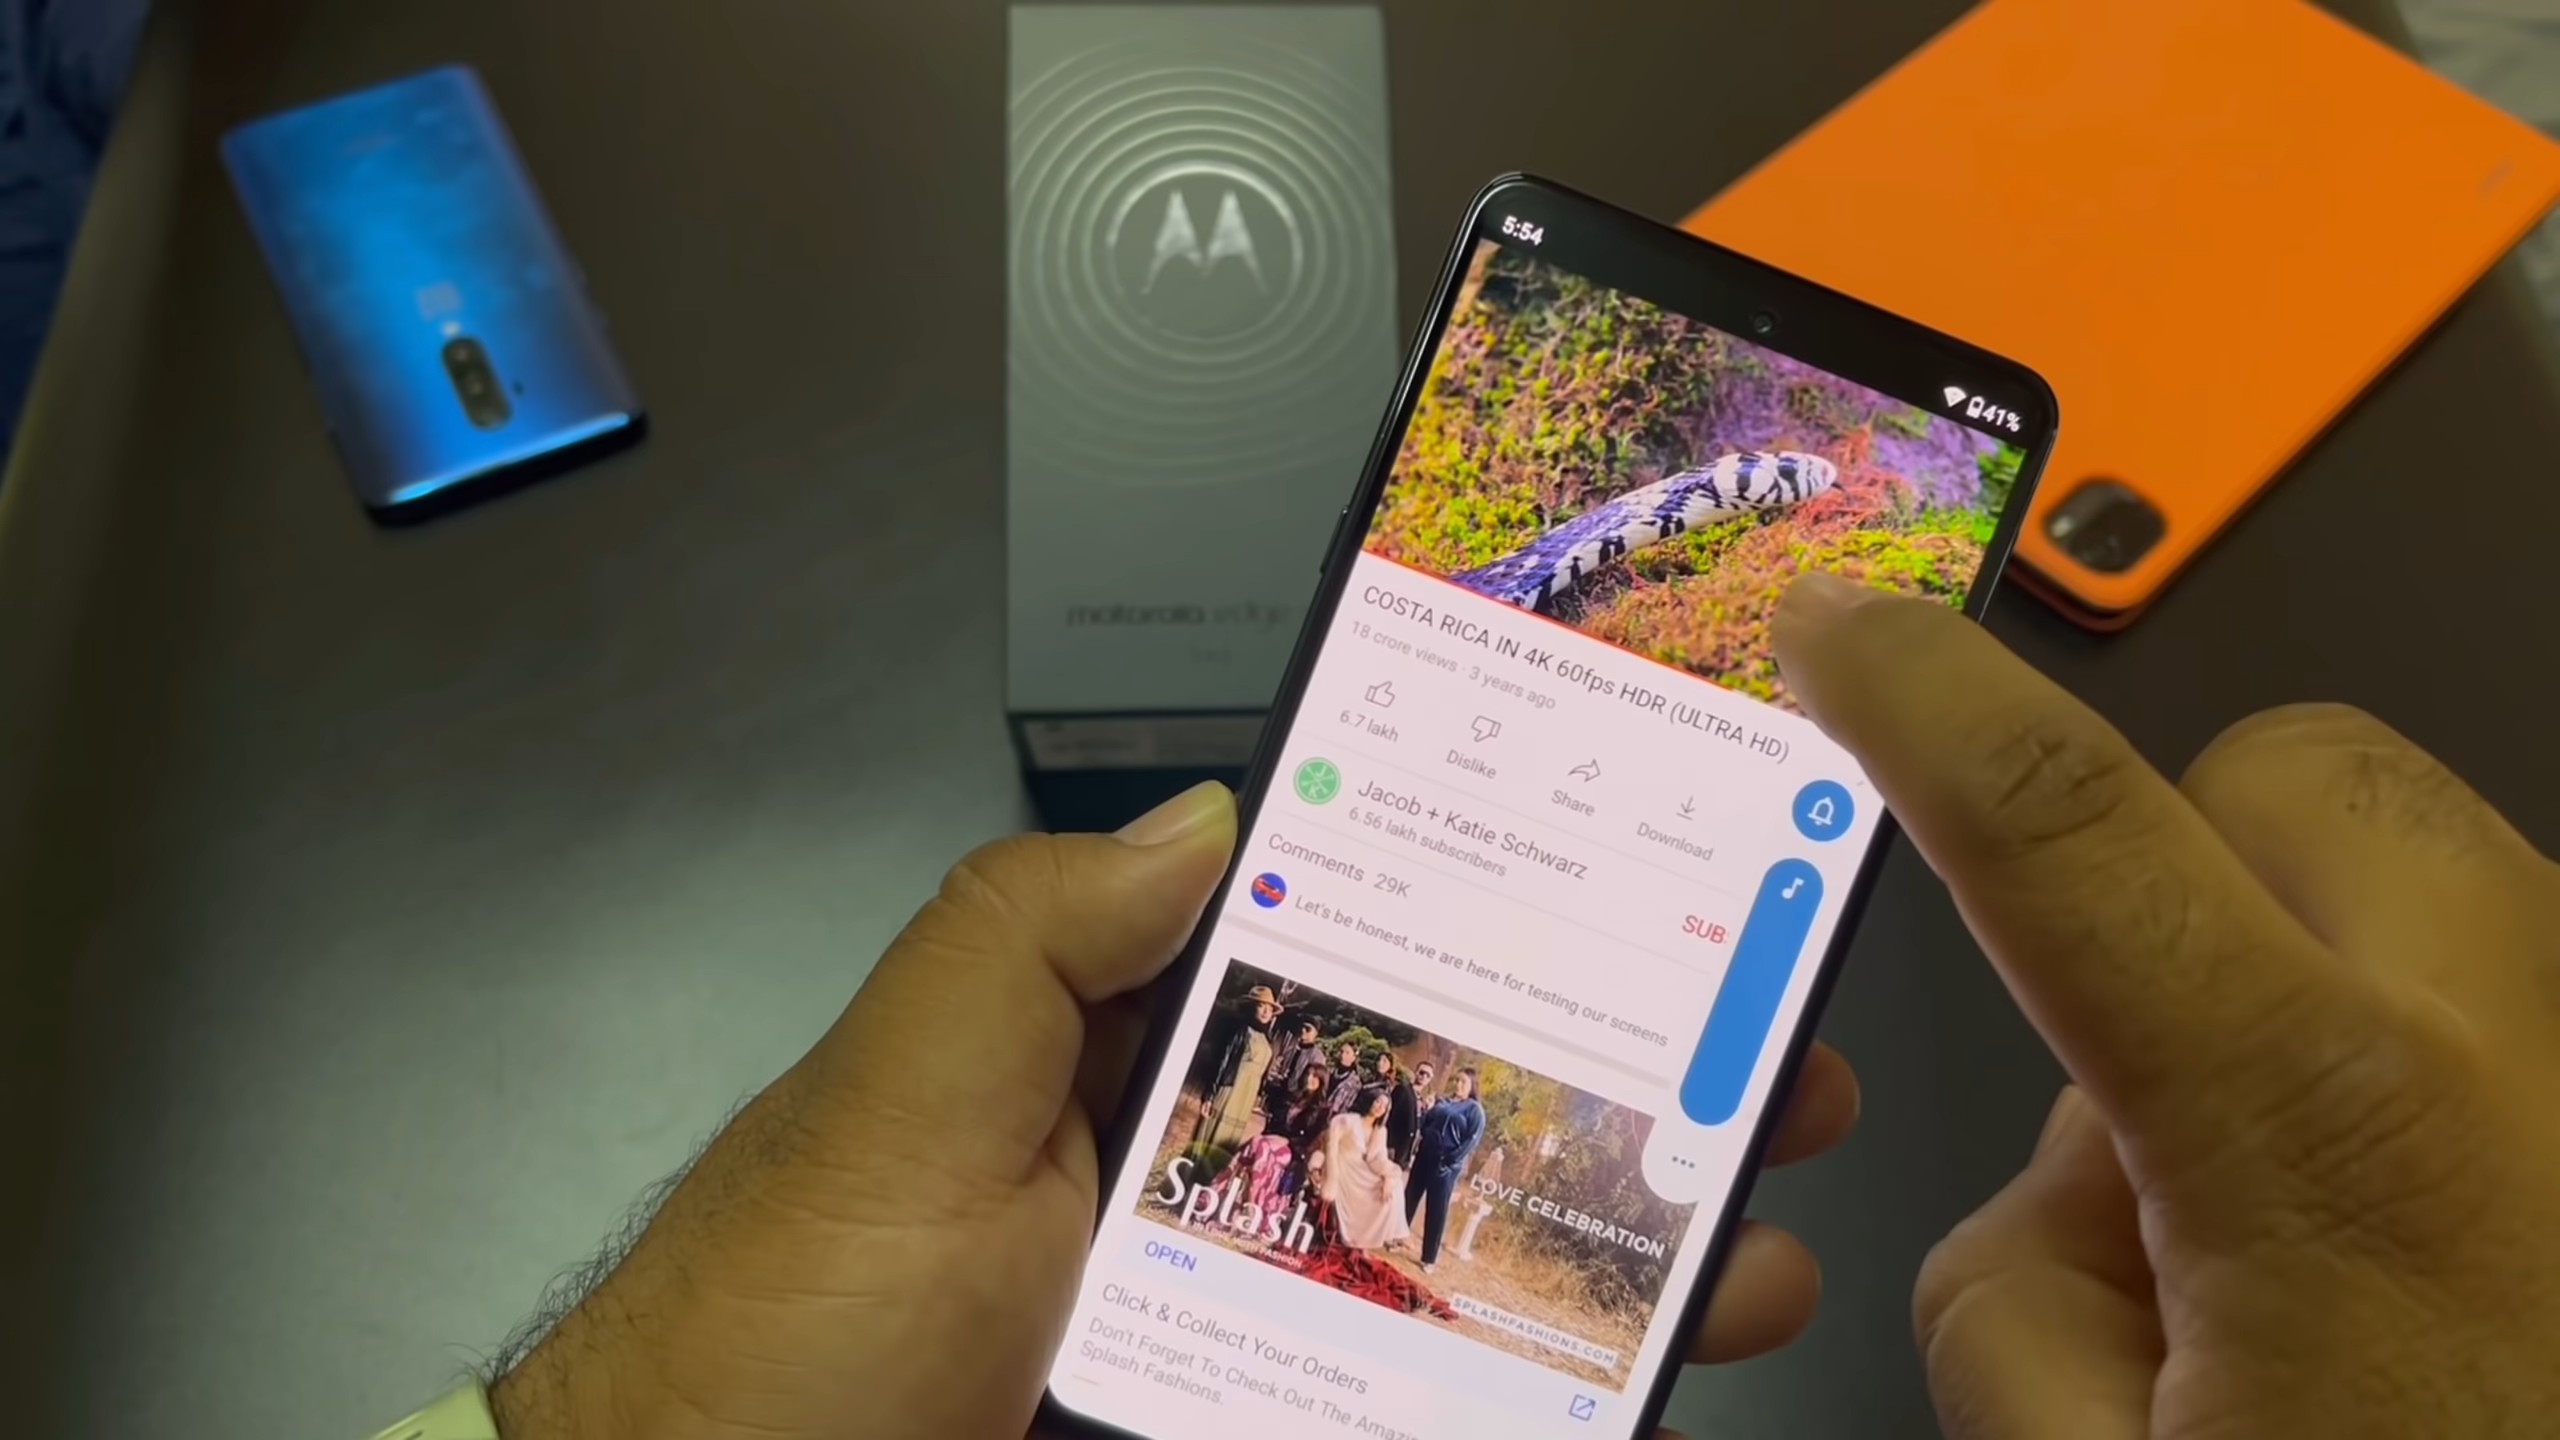 5:54
41%
COSTA RICA IN 4K 60fps HDR (ULTRA HD)
18 crore views · 3 years ago
6.7 lakh
Dislike
Share
Download
Jacob + Katie Schwarz
6.56 lakh subscribers
SUB
Comments 29K
Let's be honest, we are here for testing our screens
Splash
LOVE CELEBRATION
SPLASHFASHIONS.COM
OPEN
Click & Collect Your Orders
Don't Forget To Check Out The Amazi
Splash Fashions.
motorola edge